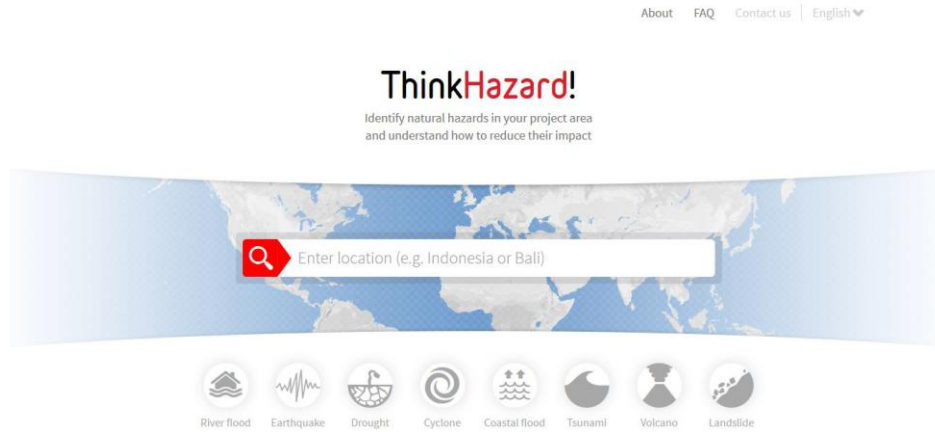 About FAQ Contact us English
ThinkHazard!
Identify natural hazards in your project area
and understand how to reduce their impact
Enter location (e.g. Indonesia or Bali)
River flood Earthquake Drought Cyclone Coastal flood Tsunami Volcano Landslide